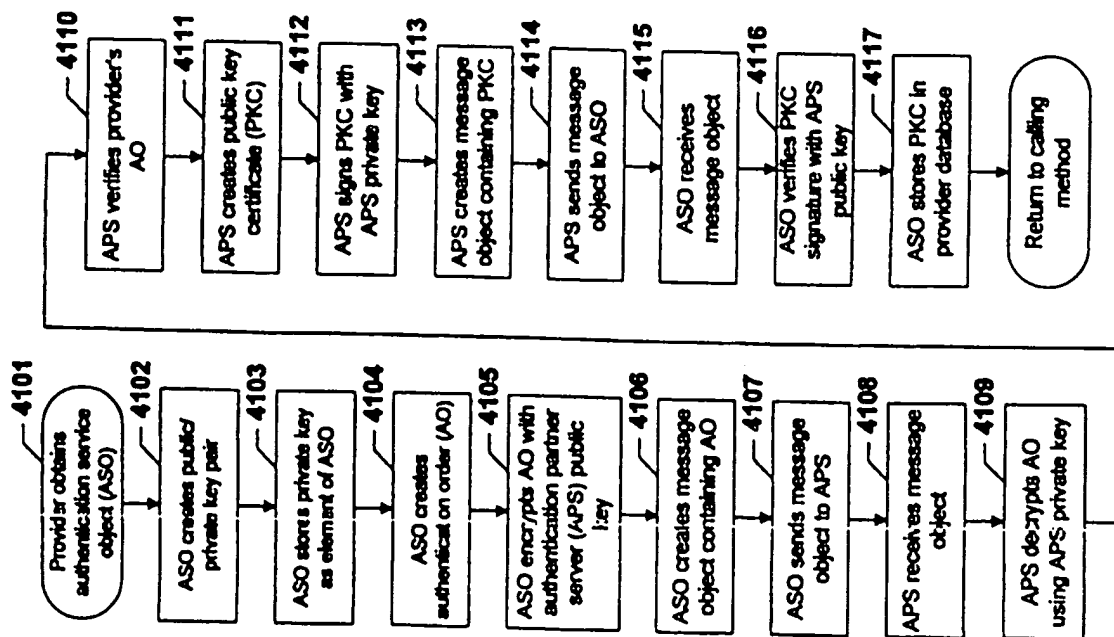 4101
Provider obtains
authentication service
object (ASO)
4102
ASO creates public/
private key pair
4103
ASO stores private key
as element of ASO
4104
ASO creates
authentication order (AO)
4105
ASO encrypts AO with
authentication partner
server (APS) public
key
4106
ASO creates message
object containing AO
4107
ASO sends message
object to APS
4108
APS receives message
object
4109
APS decrypts AO
using APS private key
4110
APS verifies provider's
AO
4111
APS creates public key
certificate (PKC)
4112
APS signs PKC with
APS private key
4113
APS creates message
object containing PKC
4114
APS sends message
object to ASO
4115
ASO receives
message object
4116
ASO verifies PKC
signature with APS
public key
4117
ASO stores PKC in
provider database
Return to calling
method